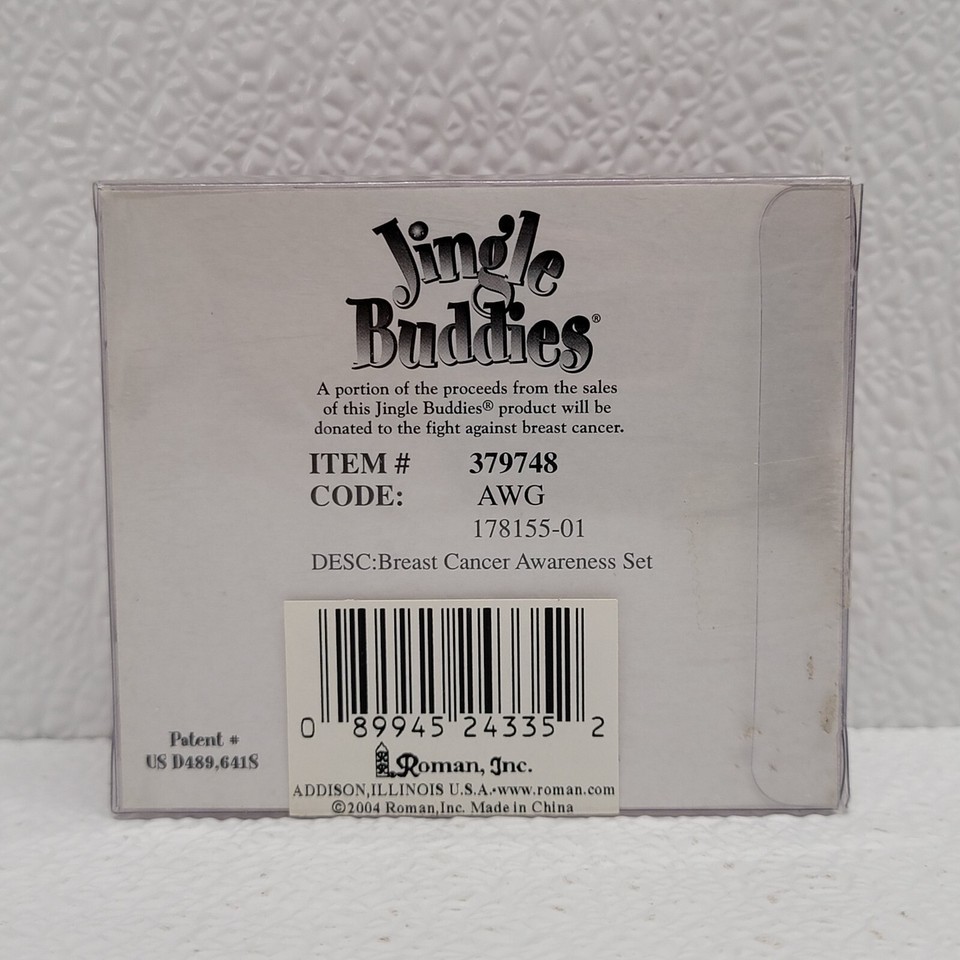 Jingle
Buddies®
A portion of the proceeds from the sales
of this Jingle Buddies® product will be
donated to the fight against breast cancer.
ITEM # 379748
CODE: AWG
178155-01
DESC:Breast Cancer Awareness Set
0 89945 24335 2
Patent #
US D489,641S
Roman, Inc.
ADDISON,ILLINOIS U.S.A.•www.roman.com
©2004 Roman,Inc. Made in China